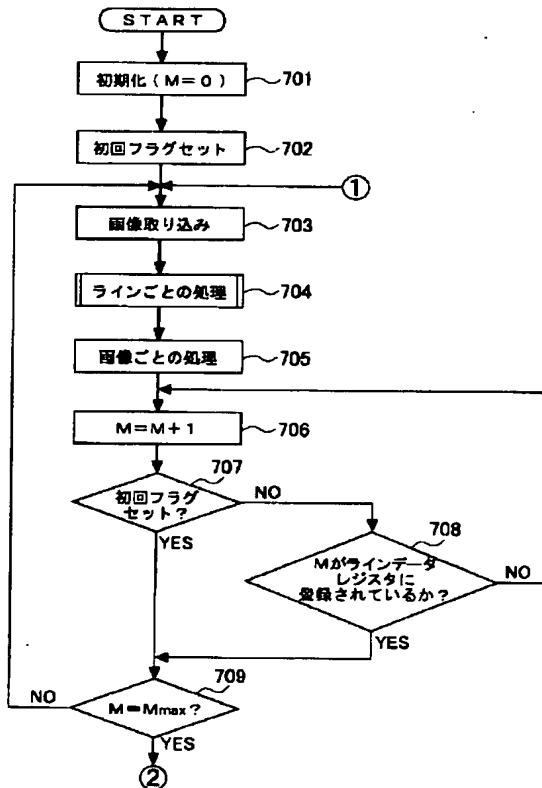 START
初期化(M=0)
701
初回フラグセット
702
①
画像取り込み
703
ラインごとの処理
704
画像ごとの処理
705
M=M+1
706
707
初回フラグ
セット?
NO
YES
708
Mがラインデータ
レジスタに
登録されているか?
NO
YES
709
M=Mmax?
NO
YES
②